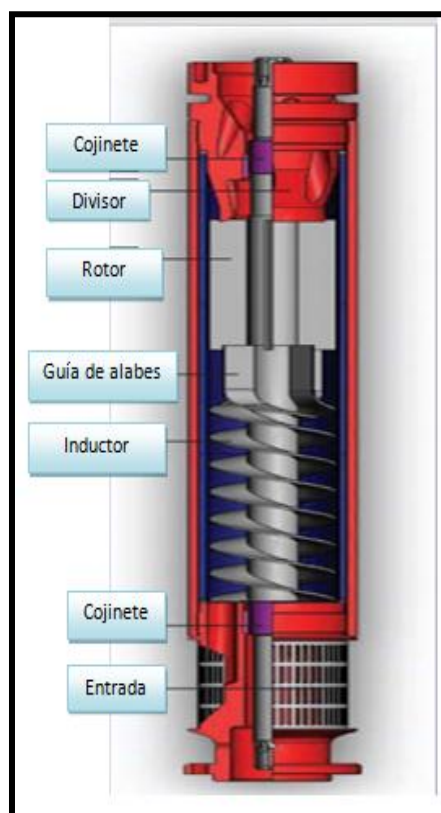 Cojinete
Divisor
Rotor
Guía de alabes
Inductor
Cojinete
Entrada